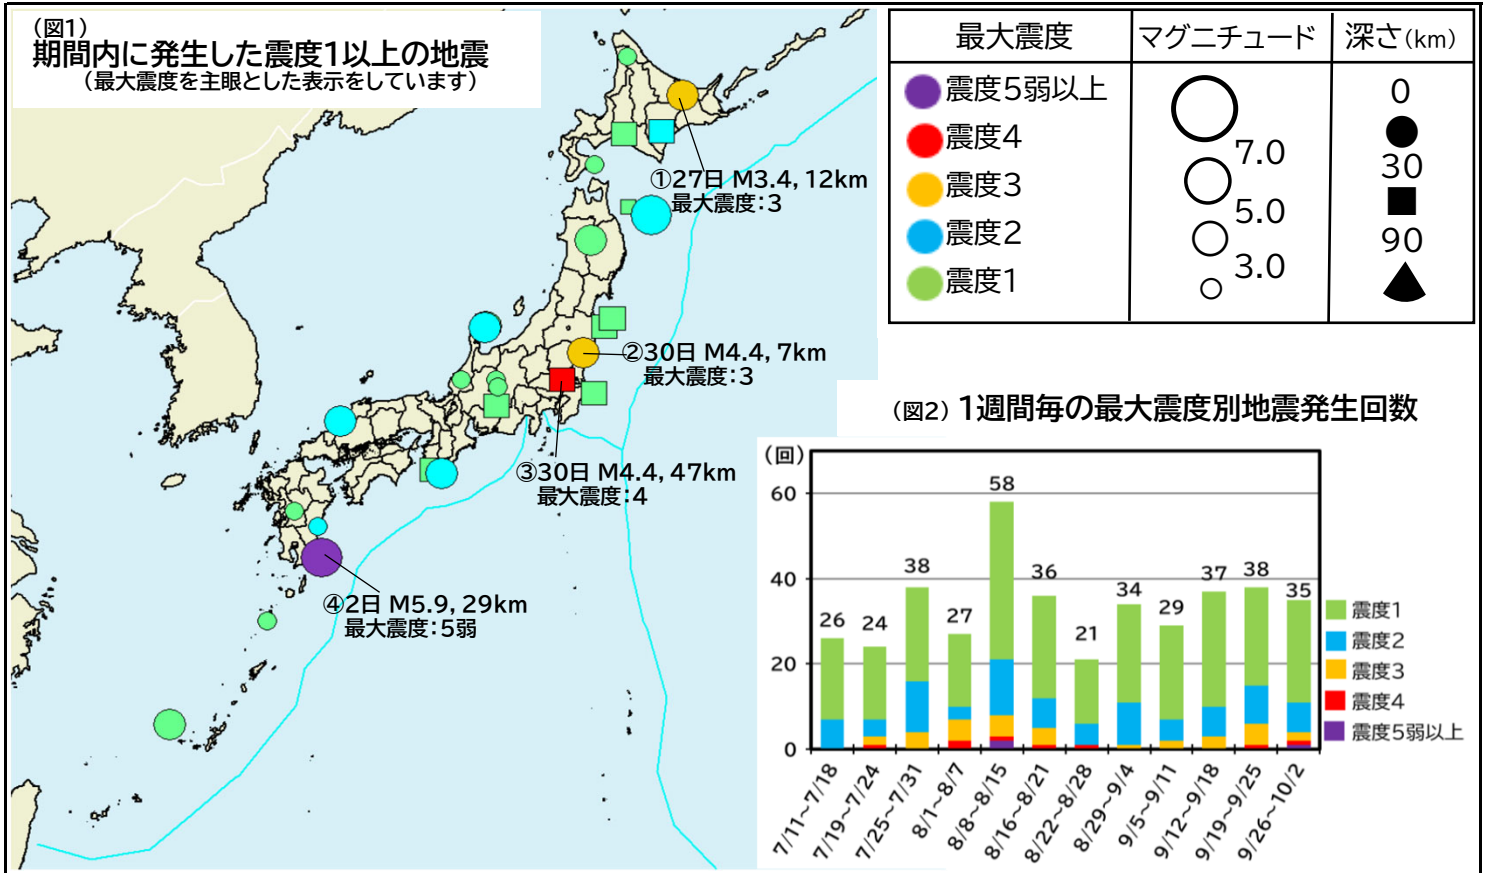 (図1)
期間内に発生した震度1以上の地震
(最大震度を主眼とした表示をしています)
①27日 M3.4, 12km
最大震度:3
②30日 M4.4, 7km
最大震度:3
③30日 M4.4, 47km
最大震度:4
④2日 M5.9, 29km
最大震度:5弱
最大震度 マグニチュード 深さ(km)
震度5弱以上
震度4
震度3
震度2
震度1
7.0
5.0
3.0
0
30
90
(図2) 1週間毎の最大震度別地震発生回数
(回)
60
40
20
0
26
24
38
27
58
36
21
34
29
37
38
35
7/11~7/18
7/19~7/24
7/25~7/31
8/1~8/7
8/8~8/15
8/16~8/21
8/22~8/28
8/29~9/4
9/5~9/11
9/12~9/18
9/19~9/25
9/26~10/2
震度1
震度2
震度3
震度4
震度5弱以上